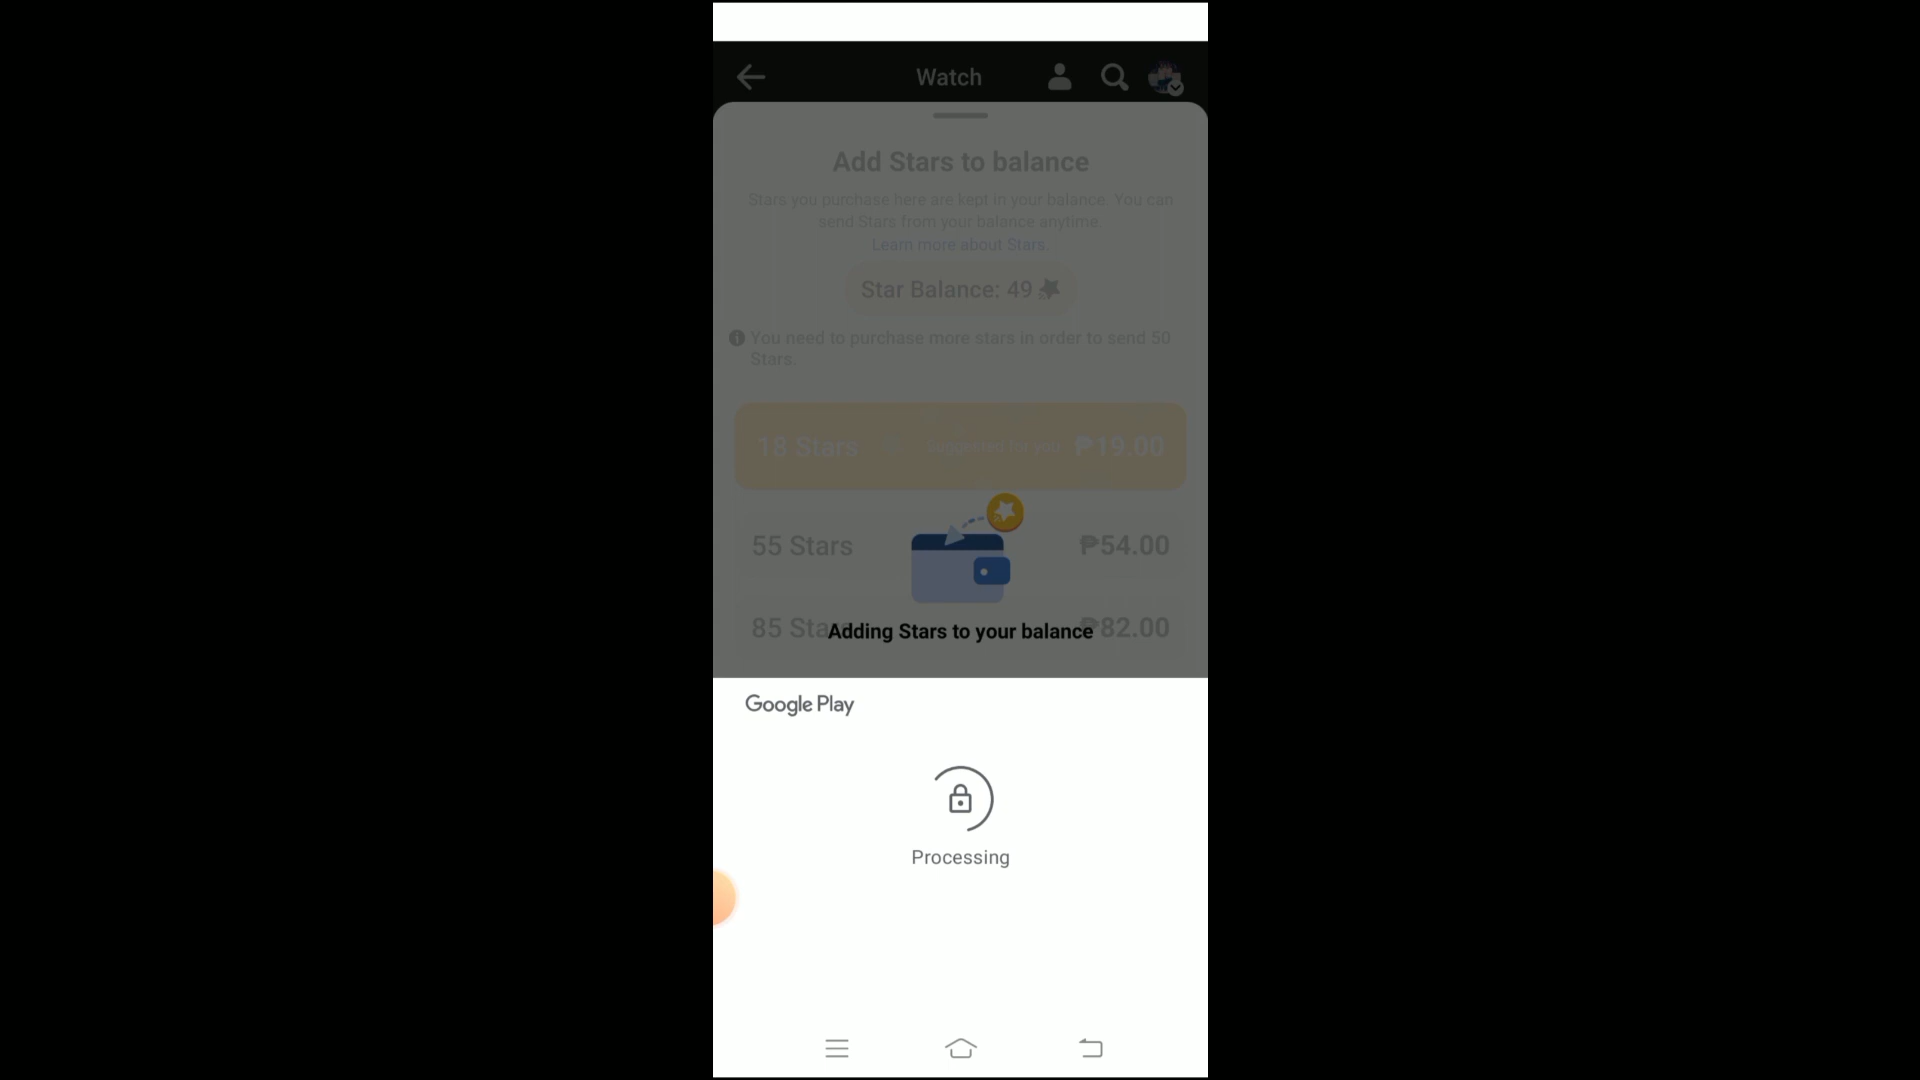 Watch
Add Stars to balance
Stars you purchase here are kept in your balance. You can
send Stars from your balance anytime.
Learn more about Stars.
Star Balance: 49
You need to purchase more stars in order to send 50
Stars.
18 Stars Suggested for you ₱19.00
55 Stars ₱54.00
85 Stars ₱82.00
Adding Stars to your balance
Google Play
Processing